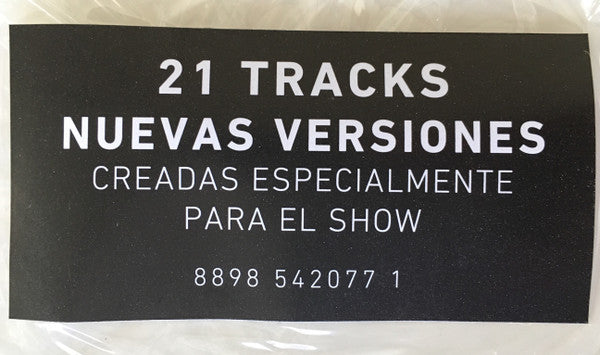 21 TRACKS
NUEVAS VERSIONES
CREADAS ESPECIALMENTE
PARA EL SHOW
8898 542077 1